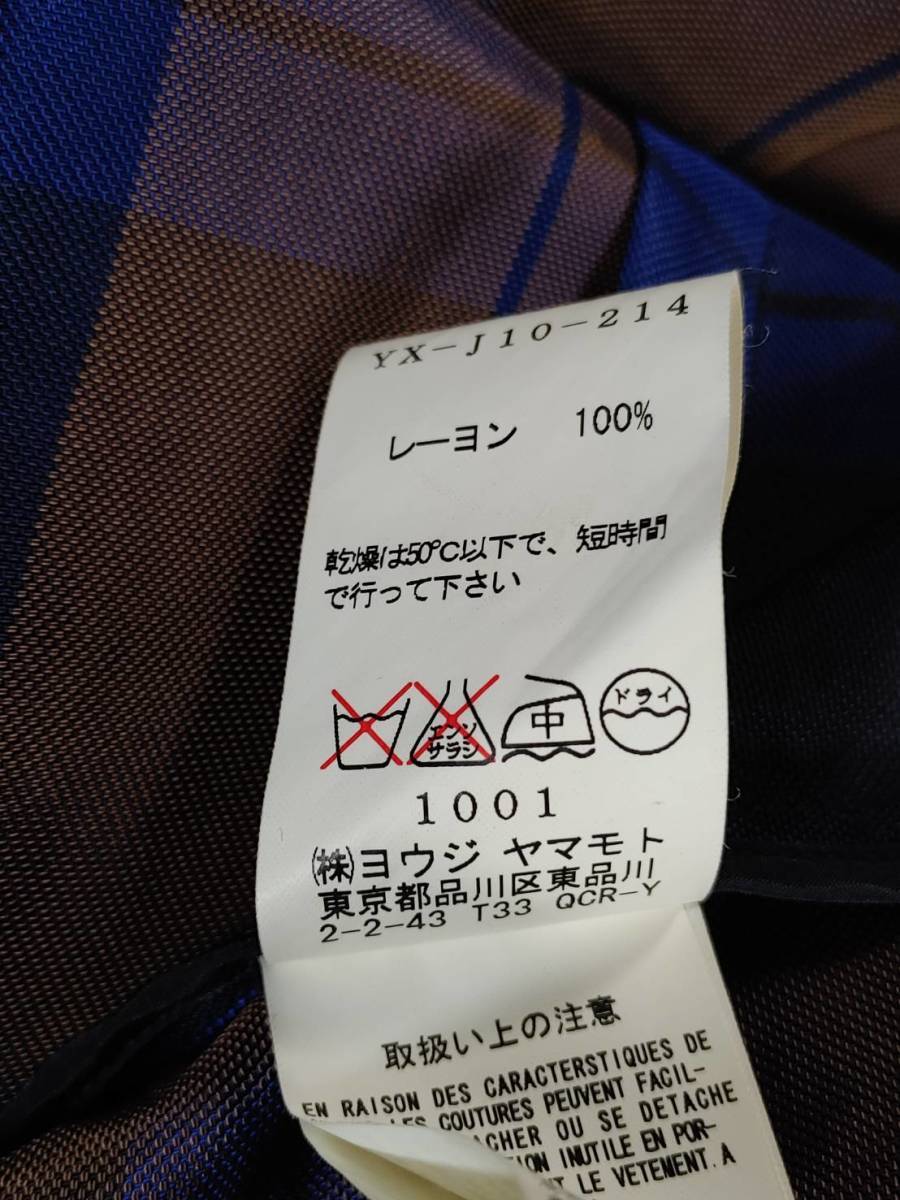 YX-J10-214
レーヨン 100%
乾燥は50℃以下で、短時間
で行って下さい
エンソ
サラシ
中
ドライ
1001
(株)ヨウジ ヤマモト
東京都品川区東品川
2-2-43 T33 QCR-Y
取扱い上の注意
EN RAISON DES CARACTERSTIQUES DE
LES COUTURES PEUVENT FACIL-
OU SE DETACHE
INUTILE EN POR-
LE VETEMENT. A